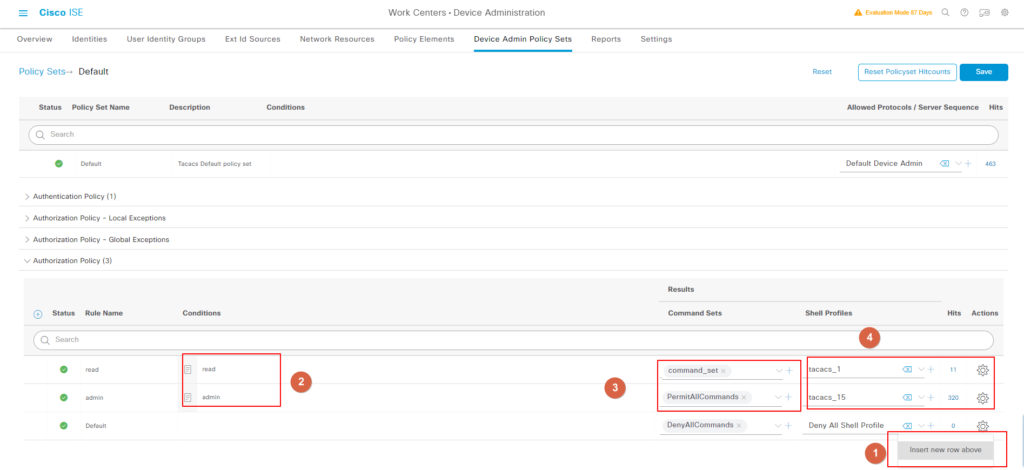 Cisco ISE
Work Centers • Device Administration
Evaluation Mode 87 Days
Overview Identities User Identity Groups Ext Id Sources Network Resources Policy Elements Device Admin Policy Sets Reports Settings
Policy Sets→ Default
Reset Reset Policyset Hitcounts Save
Status Policy Set Name Description Conditions Allowed Protocols / Server Sequence Hits
Search
Default Tacacs Default policy set Default Device Admin 463
Authentication Policy (1)
Authorization Policy - Local Exceptions
Authorization Policy - Global Exceptions
Authorization Policy (3)
Results
Status Rule Name Conditions Command Sets Shell Profiles Hits Actions
4
Search
read read command_set tacacs_1 11
2 3
admin admin PermitAllCommands tacacs_15 320
Default DenyAllCommands Deny All Shell Profile 0
1 Insert new row above